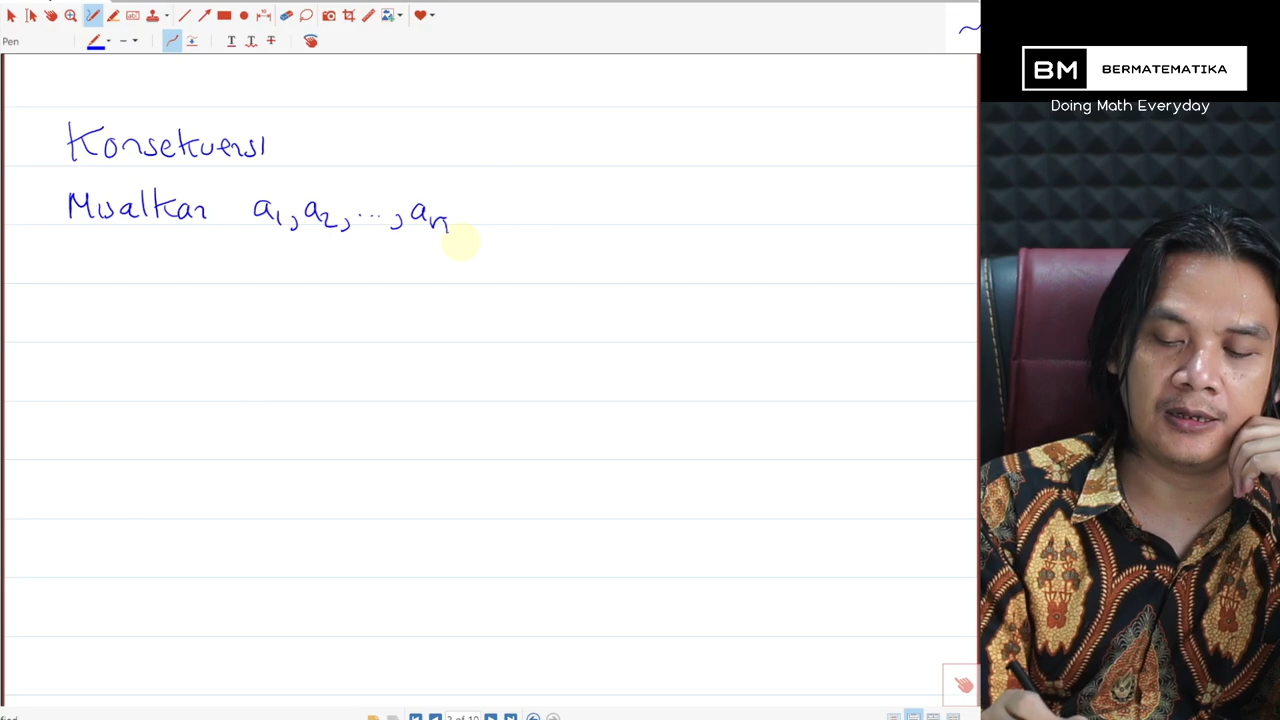 Pen
BM BERMATEMATIKA
Doing Math Everyday
Konsekuensi
Misalkan a₁, a₂, ..., aₙ